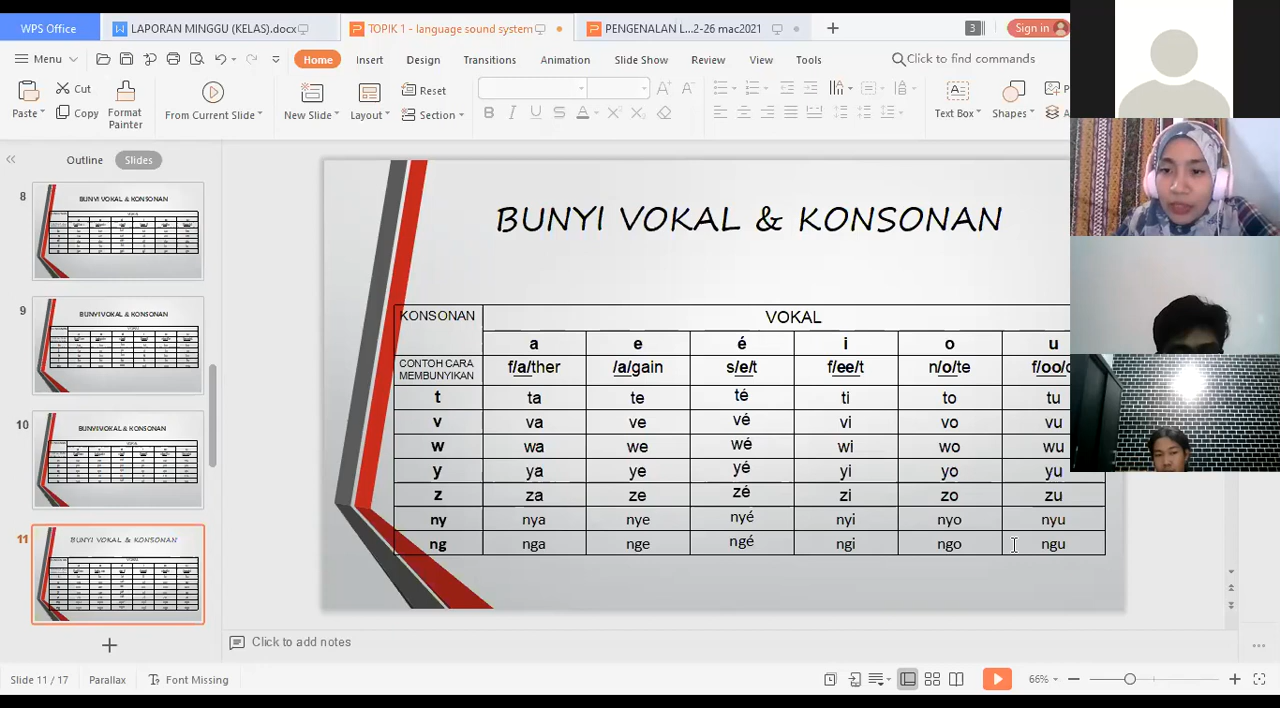 WPS Office
LAPORAN MINGGU (KELAS).docx
TOPIK 1 - language sound system
PENGENALAN L...2-26 mac2021
3
Sign in
Menu
Home
Insert
Design
Transitions
Animation
Slide Show
Review
View
Tools
Click to find commands
Paste
Cut
Format Painter
From Current Slide
New Slide
Layout
Reset
Section
B I U S A X² X₂
Text Box
Shapes
Outline
Slides
8
BUNYI VOKAL & KONSONAN
9
BUNYI VOKAL & KONSONAN
10
BUNYI VOKAL & KONSONAN
11
BUNYI VOKAL & KONSONAN
BUNYI VOKAL & KONSONAN
KONSONAN VOKAL
a e é i o u
CONTOH CARA MEMBUNYIKAN f/a/ther /a/gain s/e/t f/ee/t n/o/te f/oo/
t ta te té ti to tu
v va ve vé vi vo vu
w wa we wé wi wo wu
y ya ye yé yi yo yu
z za ze zé zi zo zu
ny nya nye nyé nyi nyo nyu
ng nga nge ngé ngi ngo ngu
Click to add notes
Slide 11 / 17
Parallax
Font Missing
66%